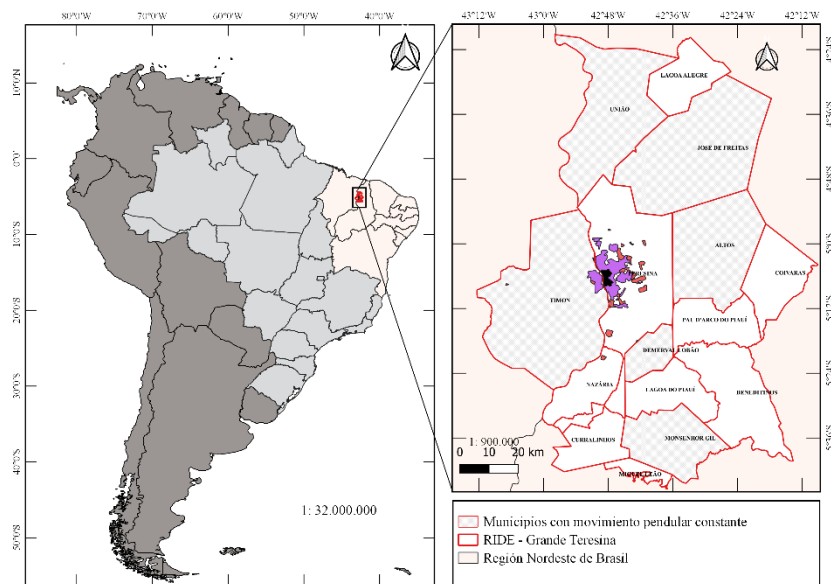 80°0'W 70°0'W 60°0'W 50°0'W 40°0'W
10°0'N
0°0'
10°0'S
20°0'S
30°0'S
40°0'S
50°0'S
1: 32.000.000
43°12'W 43°0'W 42°48'W 42°36'W 42°24'W 42°12'W
LAGOA ALEGRE
UNIÃO
JOSÉ DE FREITAS
ALTOS
COIVARAS
TIMON
PAU D'ARCO DO PIAUÍ
DEMERVAL LOBÃO
NAZÁRIA
LAGOA DO PIAUÍ
BENEDITINOS
CURRALINHOS
MONSENHOR GIL
MIGUEL LEÃO
1: 900.000
0 10 20 km
Municipios con movimiento pendular constante
RIDE - Grande Teresina
Región Nordeste de Brasil